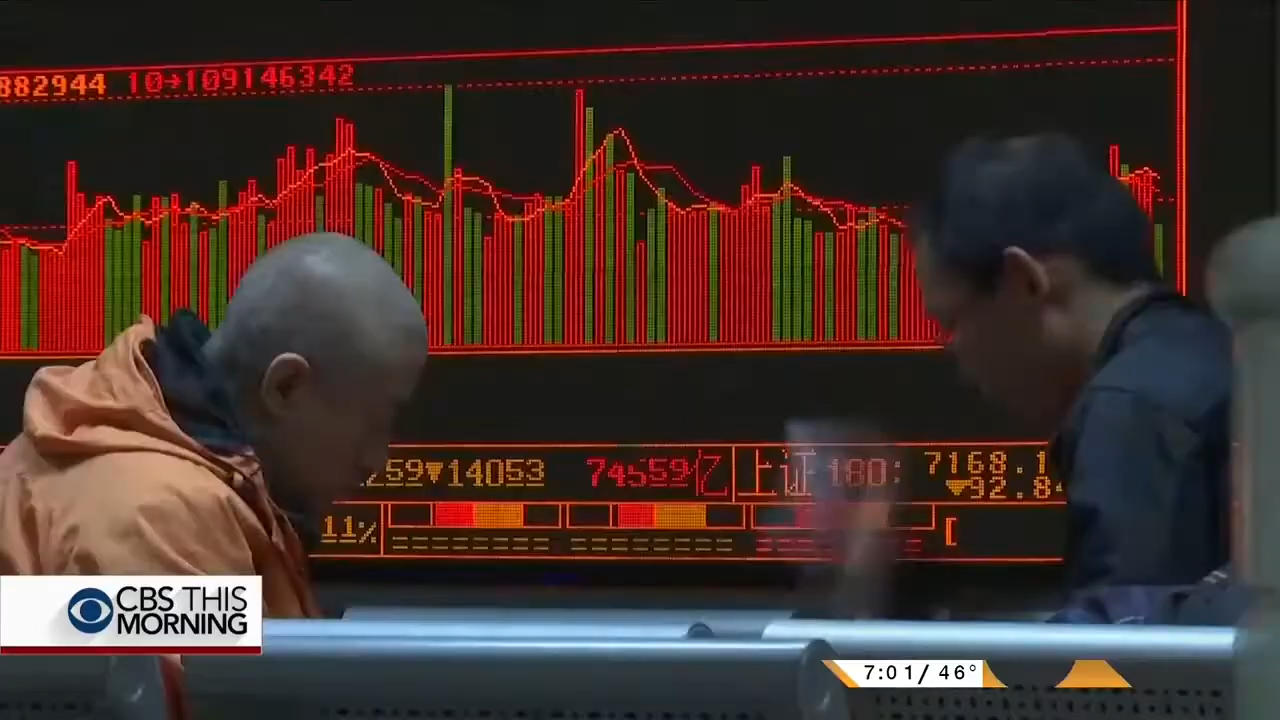 882944 10→109146342
259▼14053 74559亿 上证180: 7168.1
▼92.84
11%
CBS THIS
MORNING
7:01/ 46°